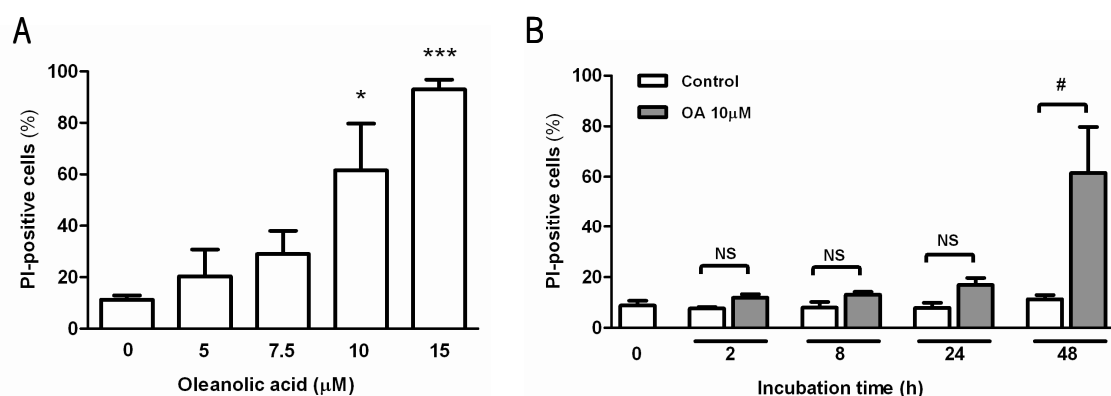 A
PI-positive cells (%)
100
80
60
40
20
0
*
***
0 5 7.5 10 15
Oleanolic acid (μM)
B
PI-positive cells (%)
100
80
60
40
20
0
Control
OA 10μM
NS
NS
NS
#
0 2 8 24 48
Incubation time (h)